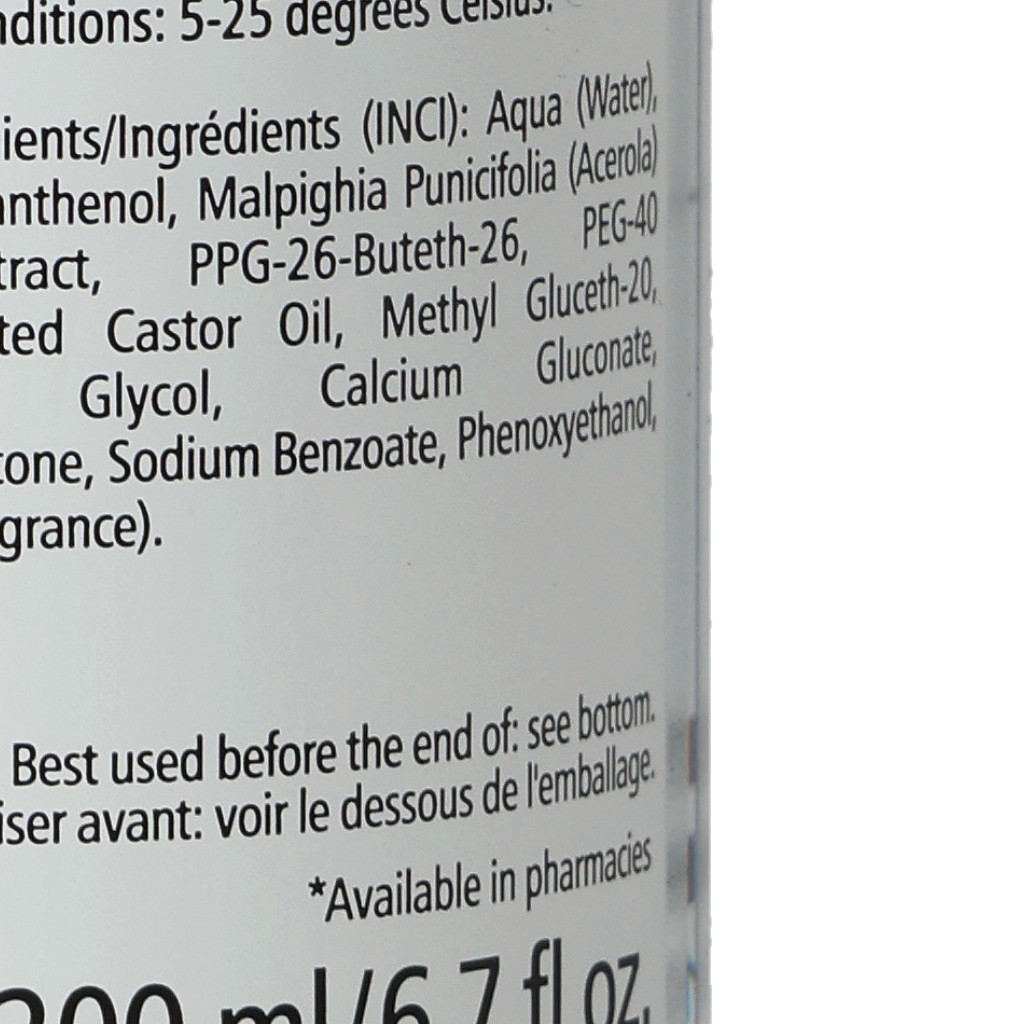 nditions: 5-25 degrees Celsius.
ients/Ingrédients (INCI): Aqua (Water),
anthenol, Malpighia Punicifolia (Acerola)
tract, PPG-26-Buteth-26, PEG-40
ted Castor Oil, Methyl Gluceth-20,
Glycol, Calcium Gluconate,
tone, Sodium Benzoate, Phenoxyethanol,
grance).
Best used before the end of: see bottom.
iser avant: voir le dessous de l'emballage.
*Available in pharmacies
200 ml/6.7 fl oz.